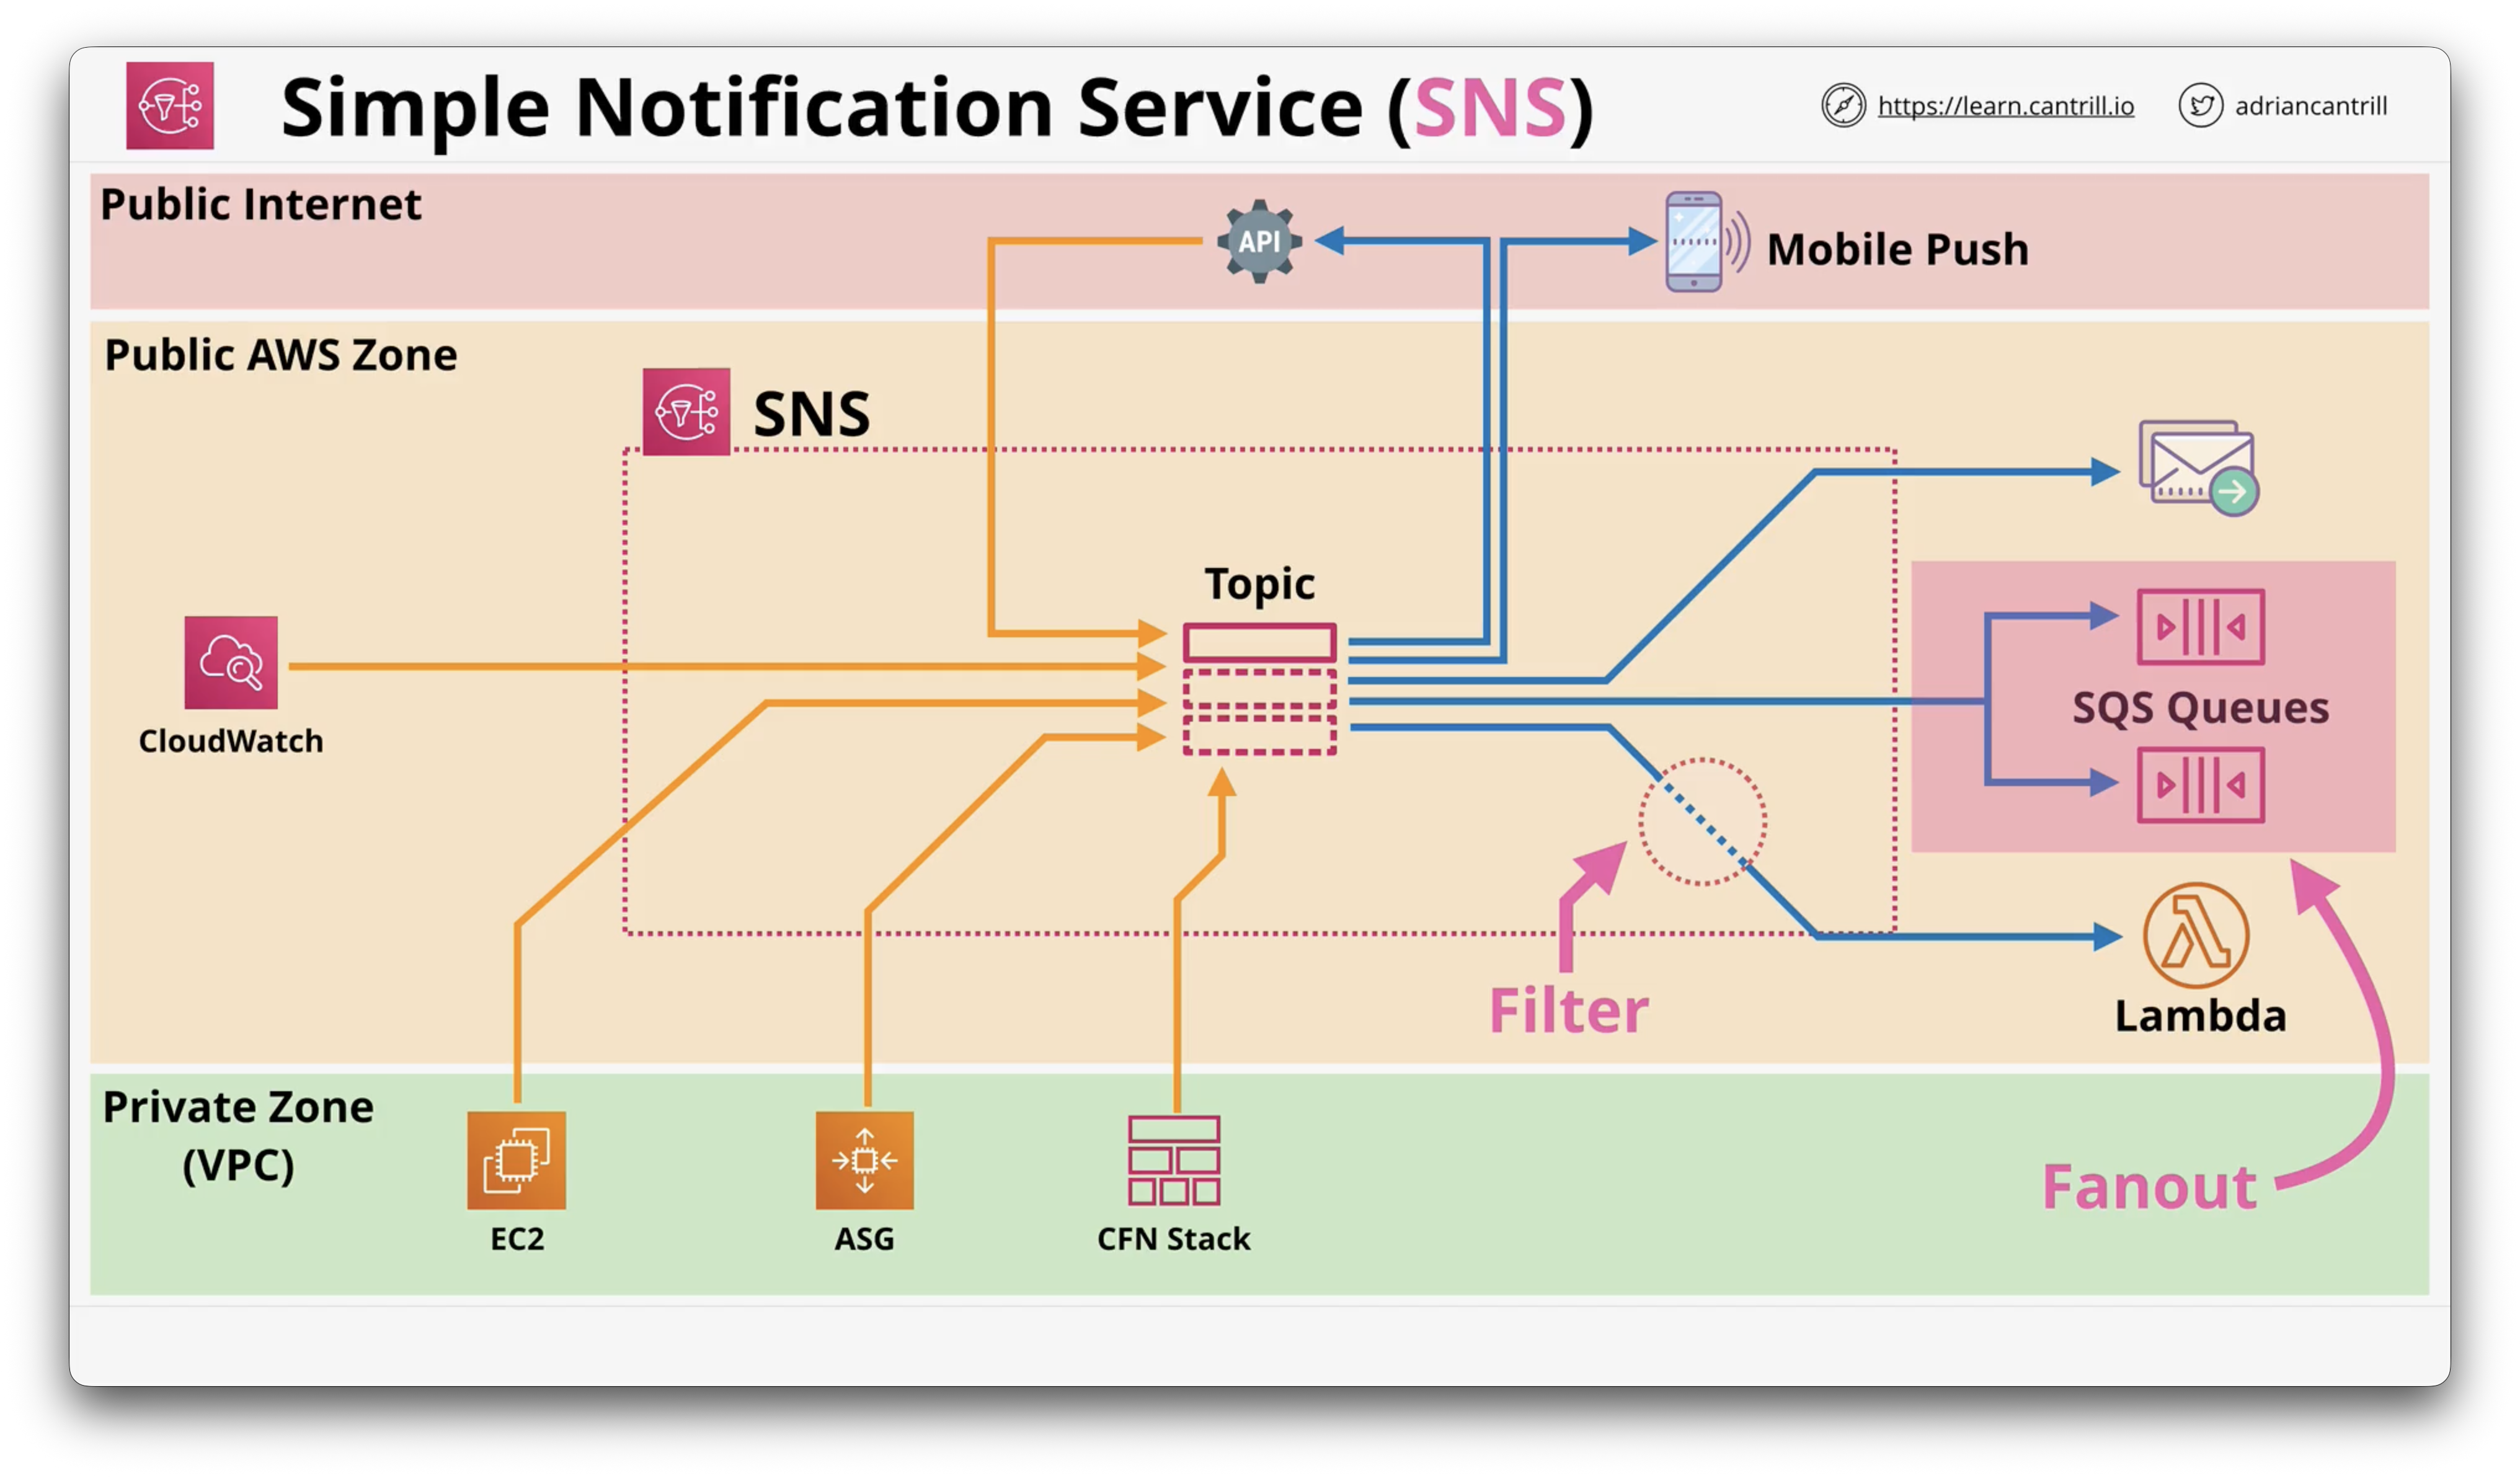 Simple Notification Service (SNS)
https://learn.cantrill.io
adriancantrill
Public Internet
API
Mobile Push
Public AWS Zone
SNS
Topic
CloudWatch
SQS Queues
Filter
Lambda
Private Zone
(VPC)
EC2
ASG
CFN Stack
Fanout